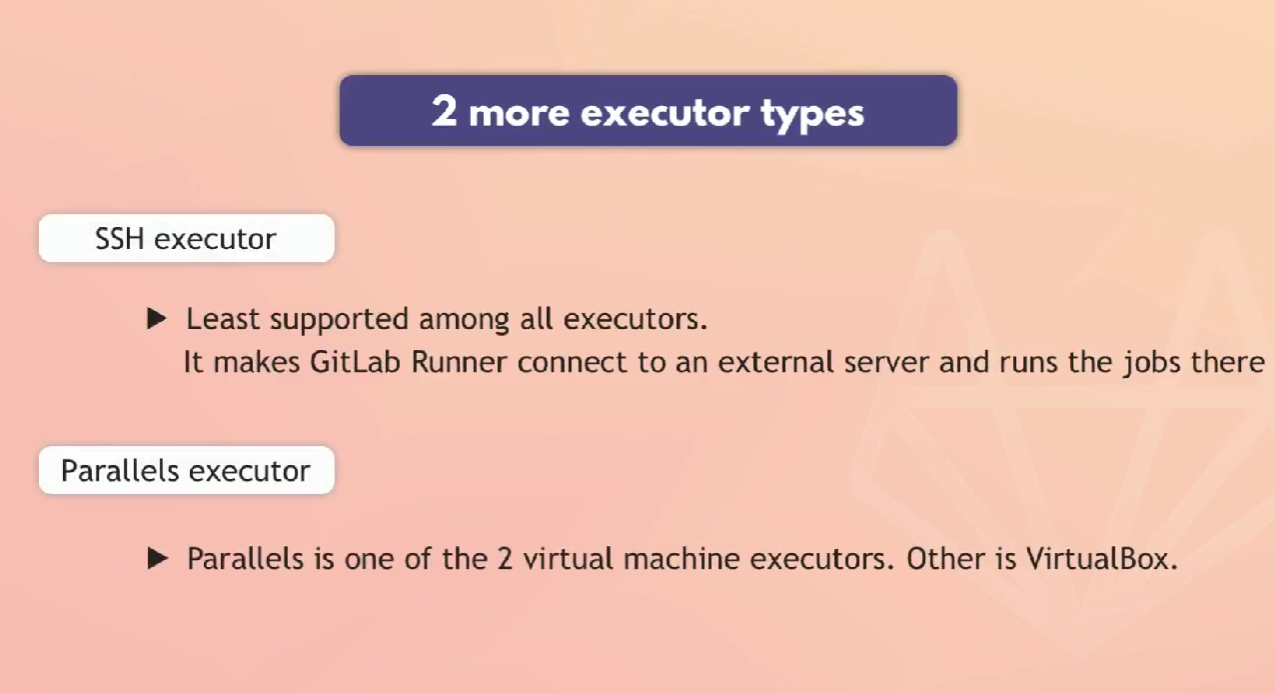 2 more executor types
SSH executor
▶ Least supported among all executors.
It makes GitLab Runner connect to an external server and runs the jobs there
Parallels executor
▶ Parallels is one of the 2 virtual machine executors. Other is VirtualBox.